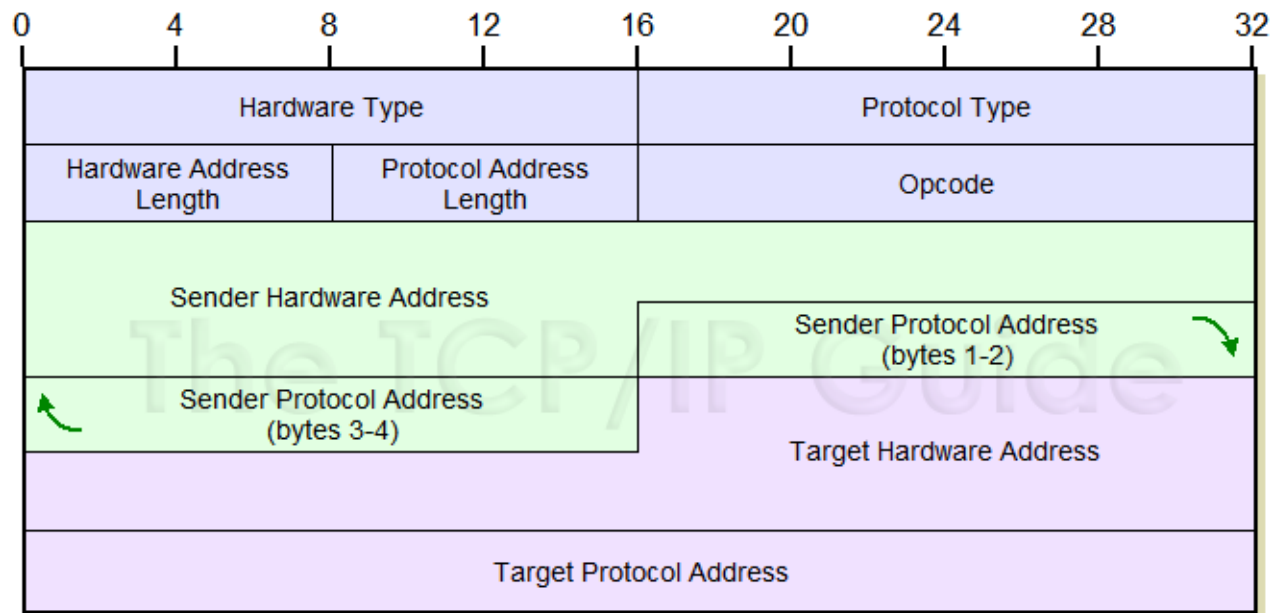 0 4 8 12 16 20 24 28 32
Hardware Type Protocol Type
Hardware Address
Length
Protocol Address
Length
Opcode
Sender Hardware Address
Sender Protocol Address
(bytes 1-2)
The TCP/IP Guide
Sender Protocol Address
(bytes 3-4)
Target Hardware Address
Target Protocol Address